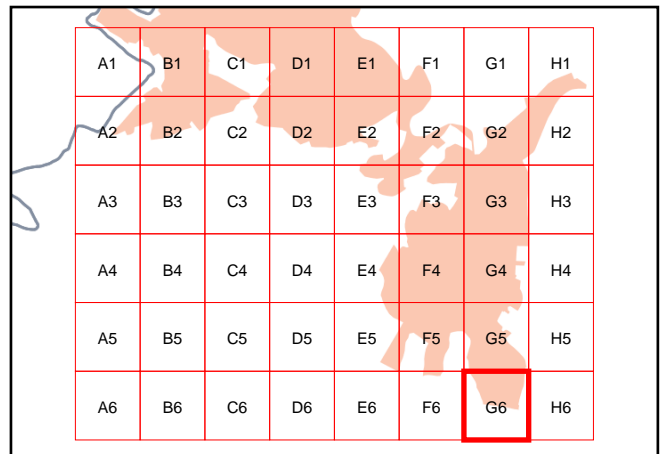 A1 B1 C1 D1 E1 F1 G1 H1
A2 B2 C2 D2 E2 F2 G2 H2
A3 B3 C3 D3 E3 F3 G3 H3
A4 B4 C4 D4 E4 F4 G4 H4
A5 B5 C5 D5 E5 F5 G5 H5
A6 B6 C6 D6 E6 F6 G6 H6